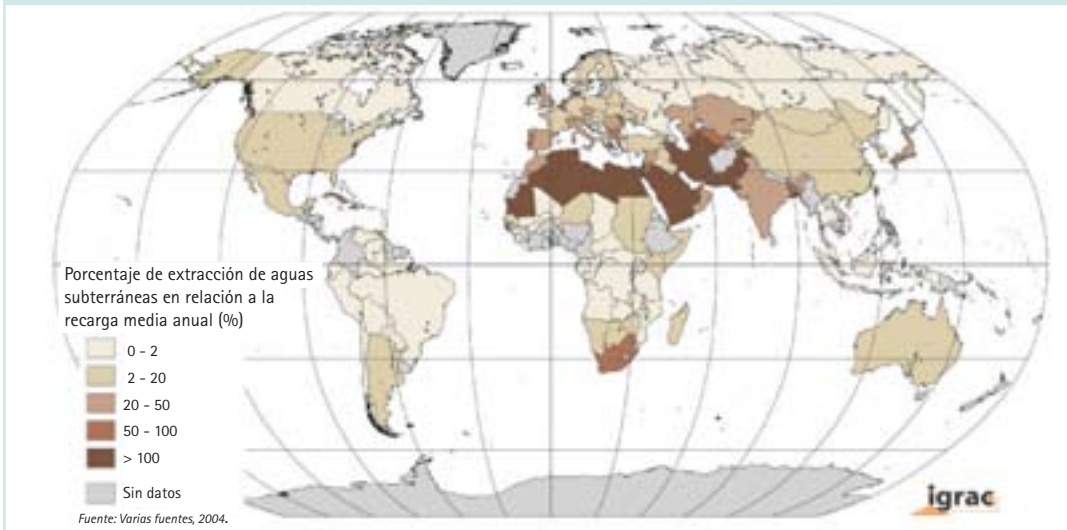 Porcentaje de extracción de aguas
subterráneas en relación a la
recarga media anual (%)
0 - 2
2 - 20
20 - 50
50 - 100
> 100
Sin datos
Fuente: Varias fuentes, 2004.
igrac